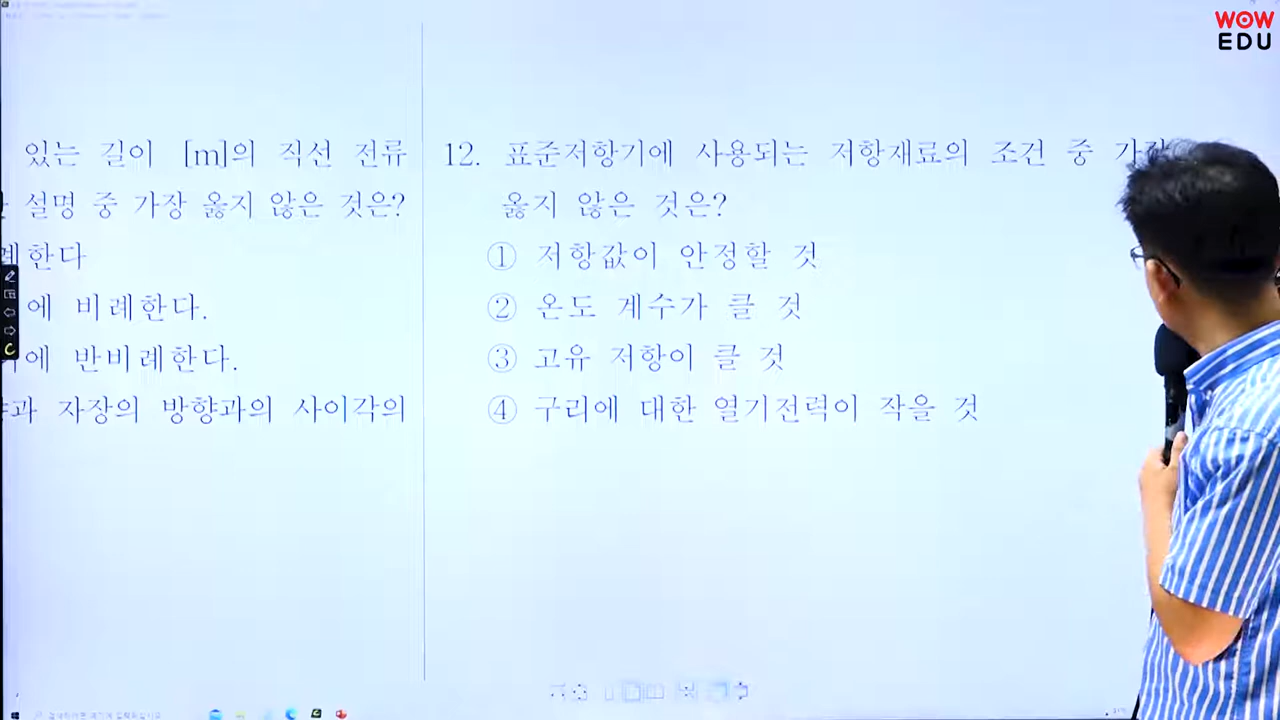 WOW
EDU
있는 길이 [m]의 직선 전류
설명 중 가장 옳지 않은 것은?
례한다
에 비례한다.
에 반비례한다.
과 자장의 방향과의 사이각의
12. 표준저항기에 사용되는 저항재료의 조건 중 가장
옳지 않은 것은?
① 저항값이 안정할 것
② 온도 계수가 클 것
③ 고유 저항이 클 것
④ 구리에 대한 열기전력이 작을 것